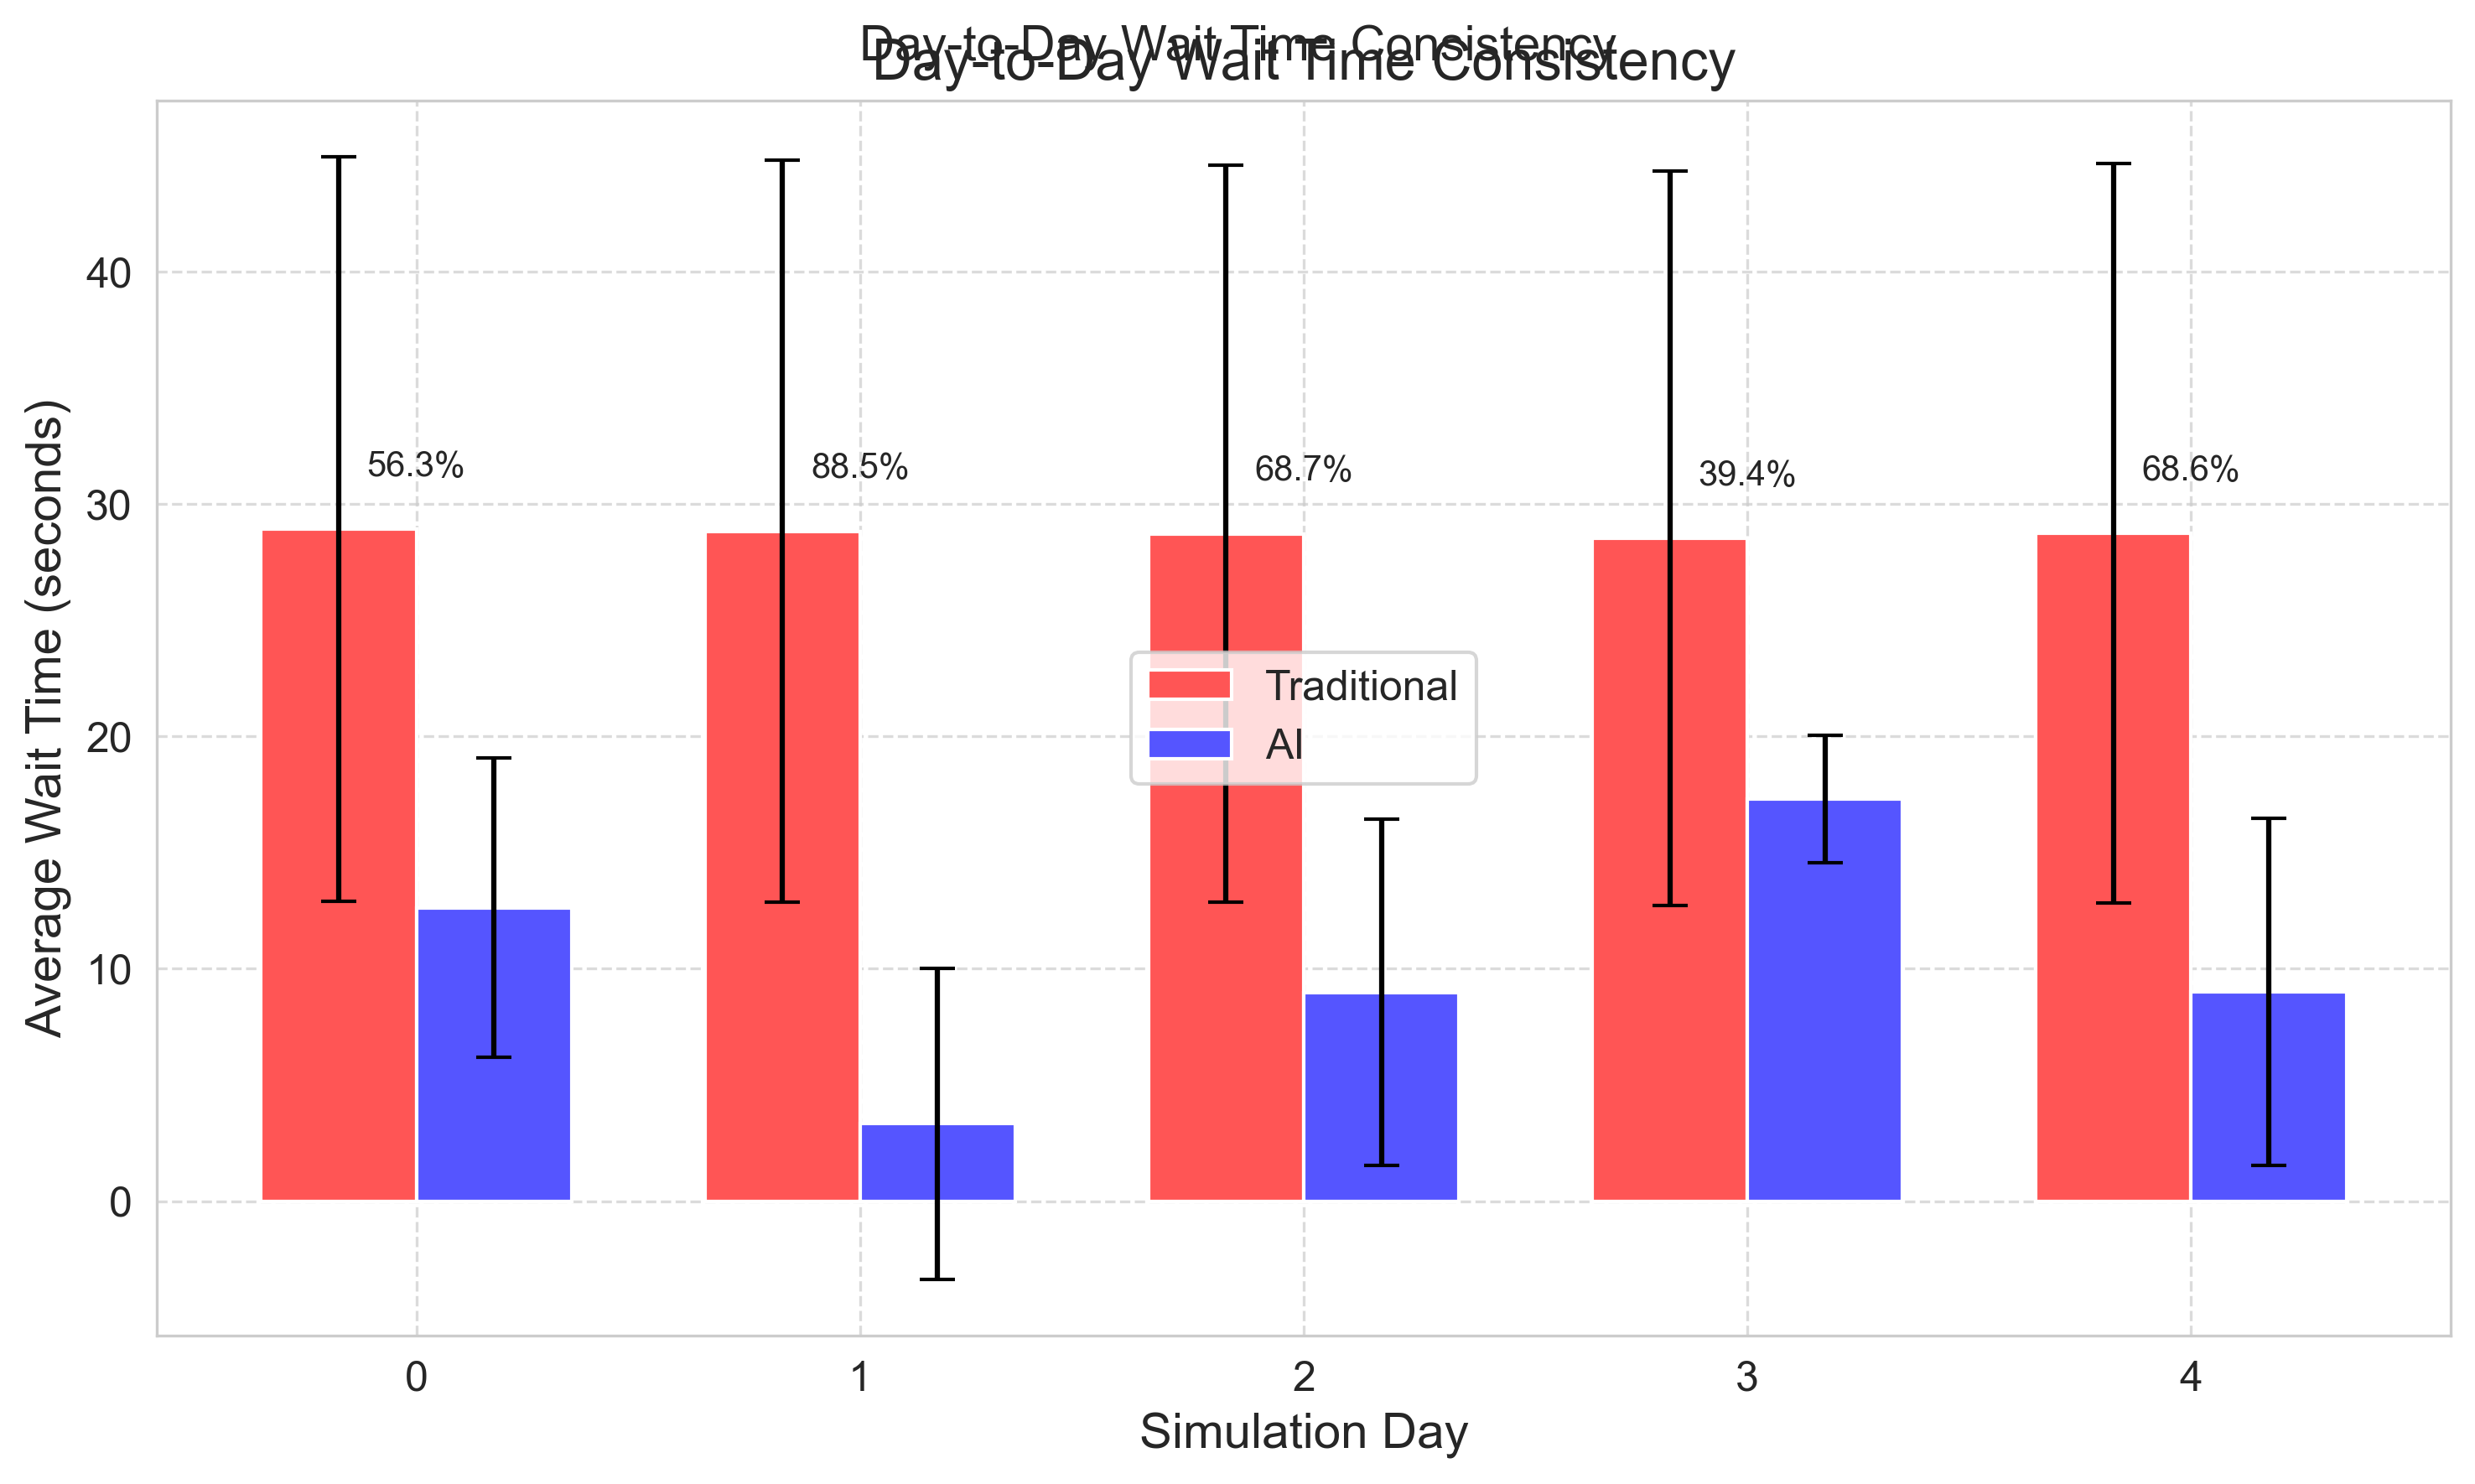 Day-to-Day Wait Time Consistency
Day-to-Day Wait Time Consistency
Average Wait Time (seconds)
40
30
20
10
0
56.3%
88.5%
68.7%
39.4%
68.6%
Traditional
AI
0
1
2
3
4
Simulation Day